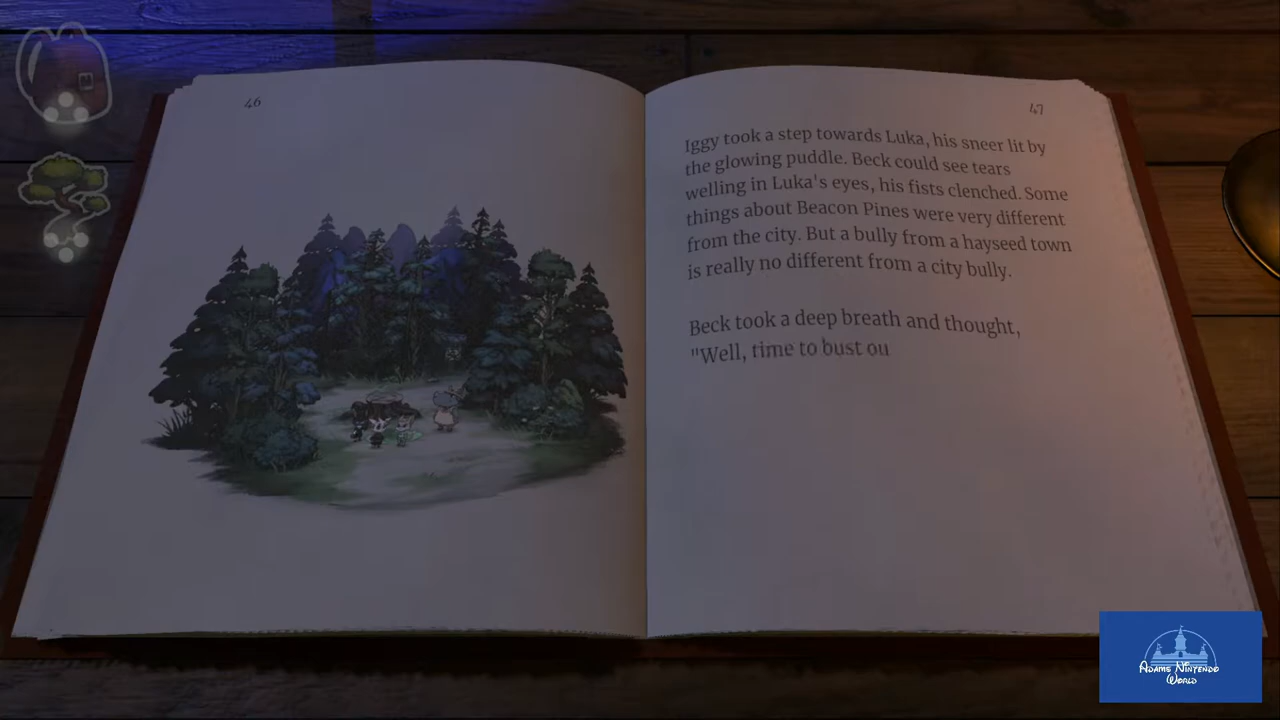 46
47
Iggy took a step towards Luka, his sneer lit by
the glowing puddle. Beck could see tears
welling in Luka's eyes, his fists clenched. Some
things about Beacon Pines were very different
from the city. But a bully from a hayseed town
is really no different from a city bully.
Beck took a deep breath and thought,
"Well, time to bust ou
Adams Nintendo
World